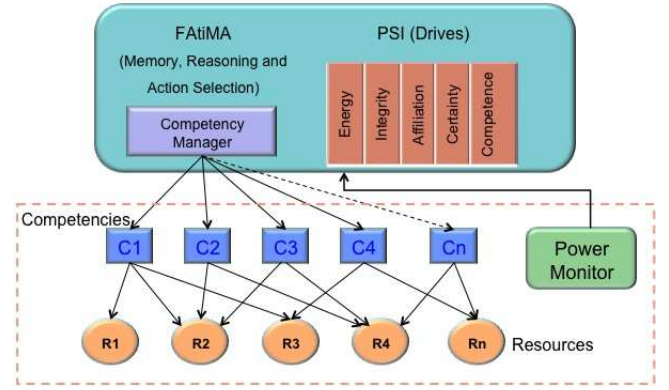 FAtiMA
(Memory, Reasoning and
Action Selection)
Competency
Manager
PSI (Drives)
Energy
Integrity
Affiliation
Certainty
Competence
Competencies
C1 C2 C3 C4 Cn
Power
Monitor
R1 R2 R3 R4 Rn
Resources